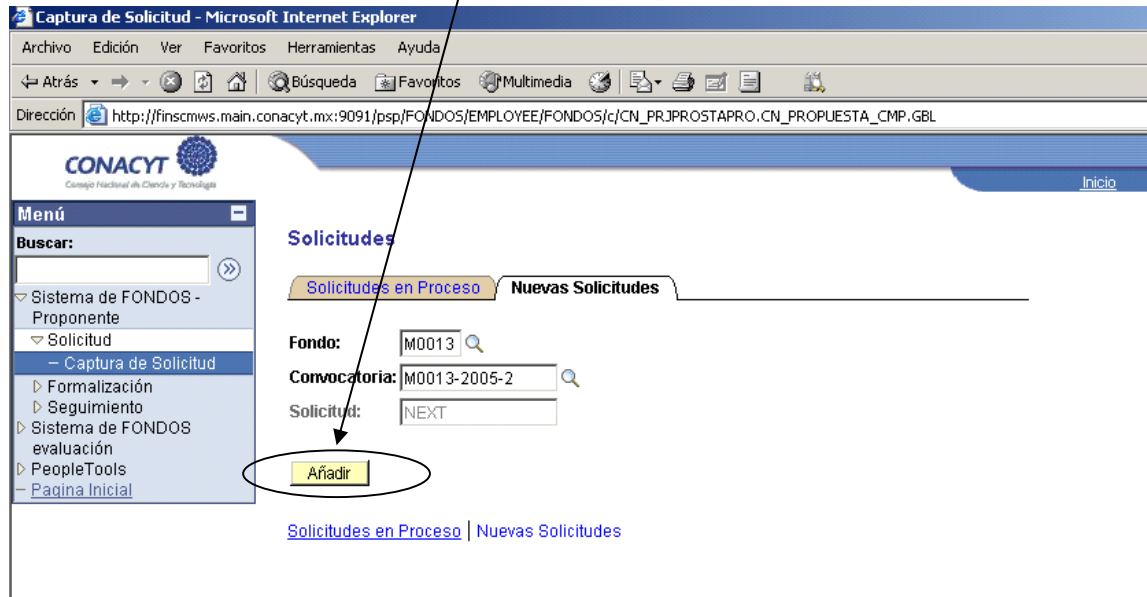 Captura de Solicitud - Microsoft Internet Explorer
Archivo Edición Ver Favoritos Herramientas Ayuda
Atrás Búsqueda Favoritos Multimedia
Dirección http://finscmws.main.conacyt.mx:9091/psp/FONDOS/EMPLOYEE/FONDOS/c/CN_PRJPROSTAPRO.CN_PROPUESTA_CMP.GBL
CONACYT
Consejo Nacional de Ciencia y Tecnología
Inicio
Menú
Buscar:
Sistema de FONDOS -
Proponente
Solicitud
– Captura de Solicitud
Formalización
Seguimiento
Sistema de FONDOS
evaluación
PeopleTools
– Pagina Inicial
Solicitudes
Solicitudes en Proceso Nuevas Solicitudes
Fondo: M0013
Convocatoria: M0013-2005-2
Solicitud: NEXT
Añadir
Solicitudes en Proceso | Nuevas Solicitudes